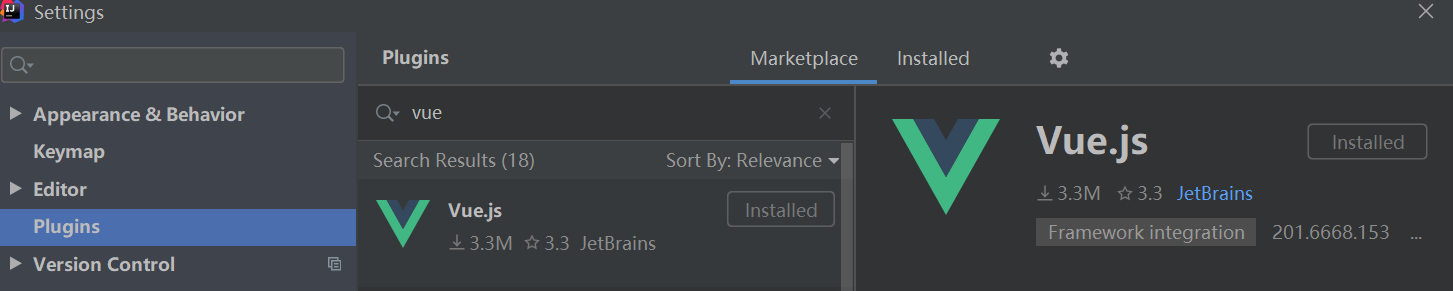 IJ
Settings
Plugins
Marketplace
Installed
Appearance & Behavior
Keymap
Editor
Plugins
Version Control
vue
Search Results (18)
Sort By: Relevance
Vue.js
Installed
3.3M
3.3
JetBrains
Vue.js
Installed
3.3M
3.3
JetBrains
Framework integration
201.6668.153
...